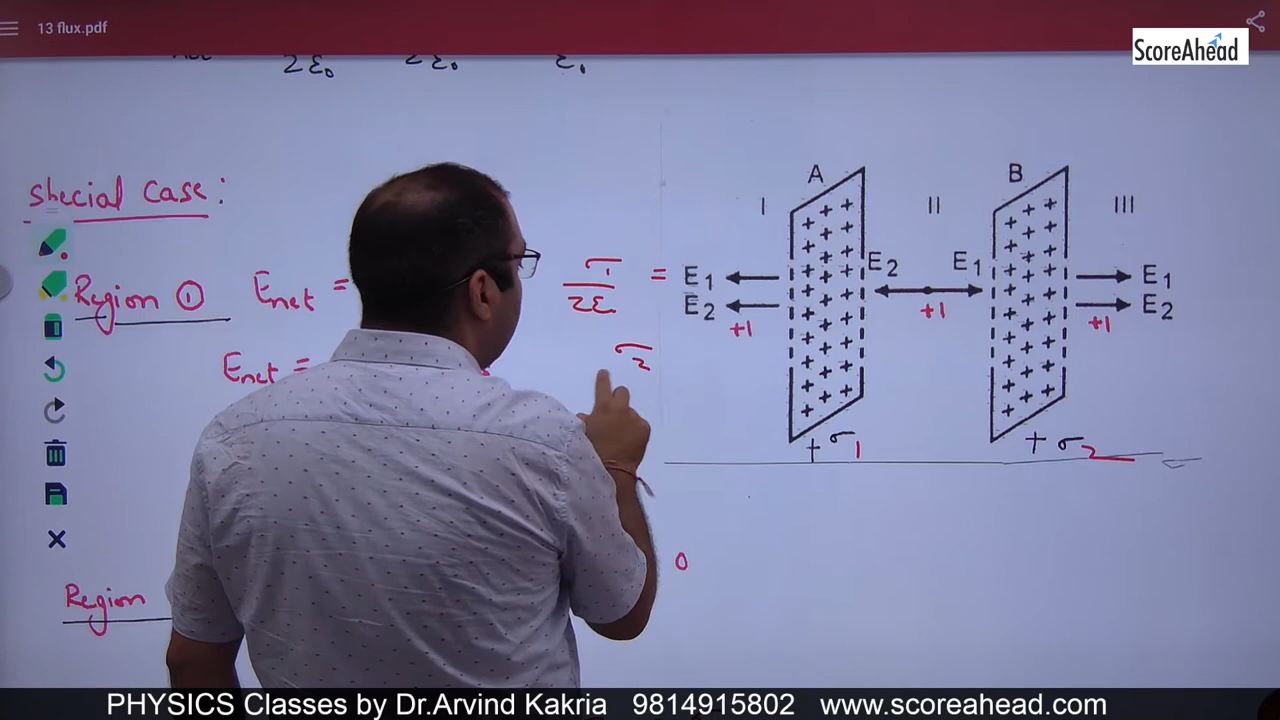 13 flux.pdf
ScoreAhead
2ε₀ 2ε₀ ε₀
Special Case :
Region ① Enet =
σ1
2ε
=
Enet =
σ2
Region
0
A B
I II III
E1 E2 E1 E1
E2 E2
+1 +1 +1
+σ1 +σ2
PHYSICS Classes by Dr.Arvind Kakria 9814915802 www.scoreahead.com